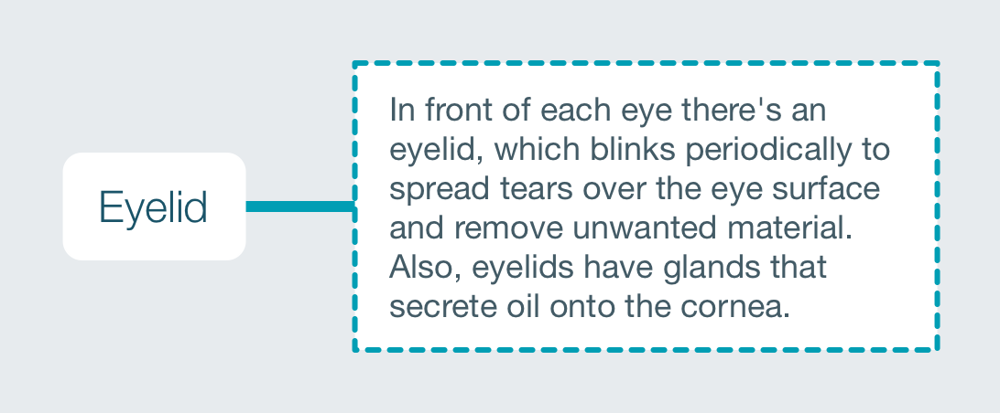 Eyelid
In front of each eye there's an
eyelid, which blinks periodically to
spread tears over the eye surface
and remove unwanted material.
Also, eyelids have glands that
secrete oil onto the cornea.